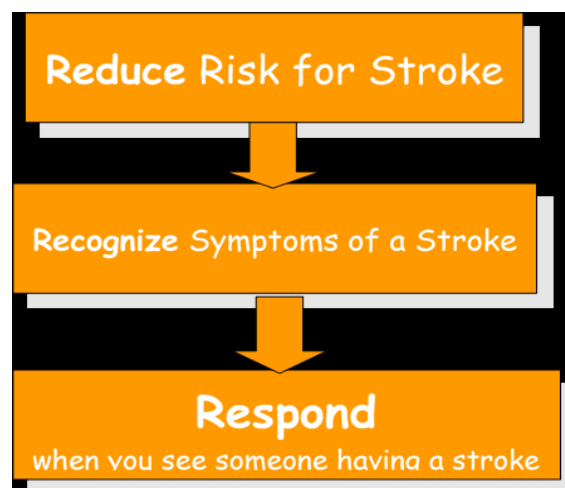 Reduce Risk for Stroke
Recognize Symptoms of a Stroke
Respond
when you see someone having a stroke